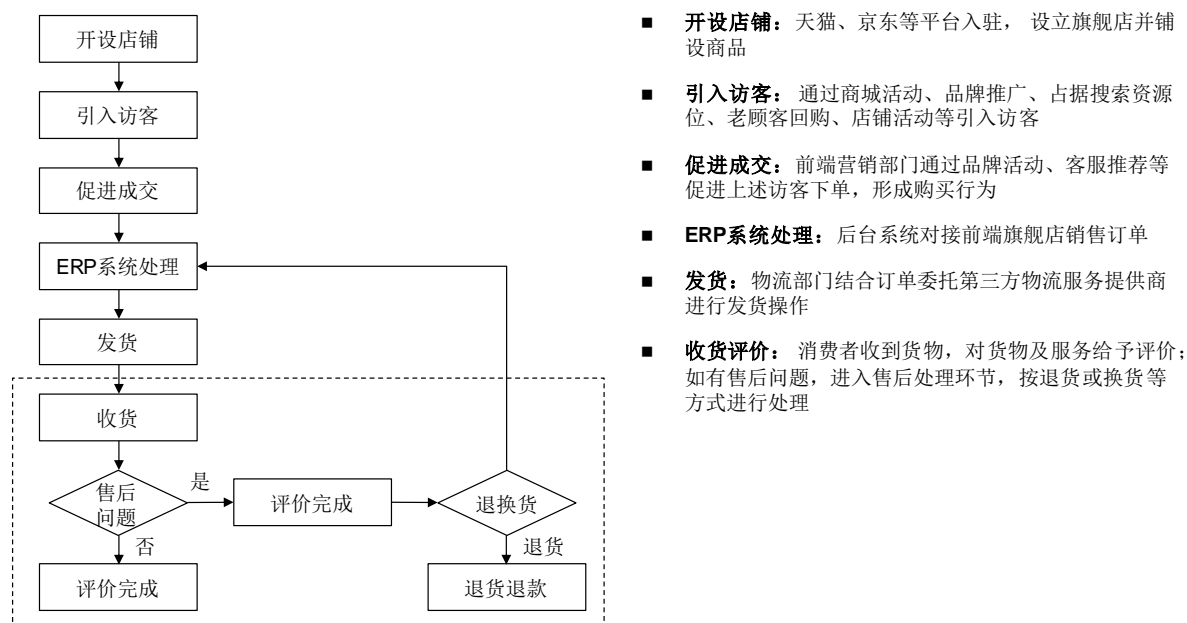 开设店铺
引入访客
促进成交
ERP系统处理
发货
收货
售后
问题
是
评价完成
退换货
否
退货
评价完成
退货退款
■ 开设店铺：天猫、京东等平台入驻， 设立旗舰店并铺
设商品
■ 引入访客： 通过商城活动、品牌推广、占据搜索资源
位、老顾客回购、店铺活动等引入访客
■ 促进成交：前端营销部门通过品牌活动、客服推荐等
促进上述访客下单，形成购买行为
■ ERP系统处理：后台系统对接前端旗舰店销售订单
■ 发货：物流部门结合订单委托第三方物流服务提供商
进行发货操作
■ 收货评价： 消费者收到货物，对货物及服务给予评价；
如有售后问题，进入售后处理环节，按退货或换货等
方式进行处理